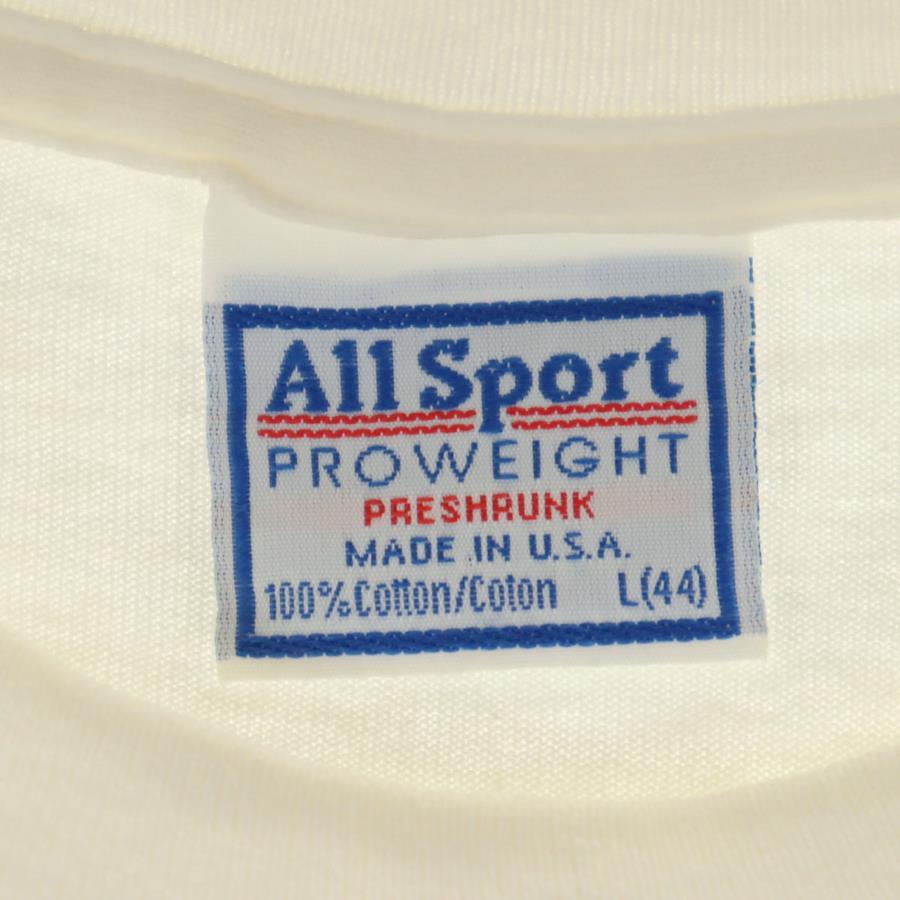 All Sport
PROWEIGHT
PRESHRUNK
MADE IN U.S.A.
100%Cotton/Coton L(44)